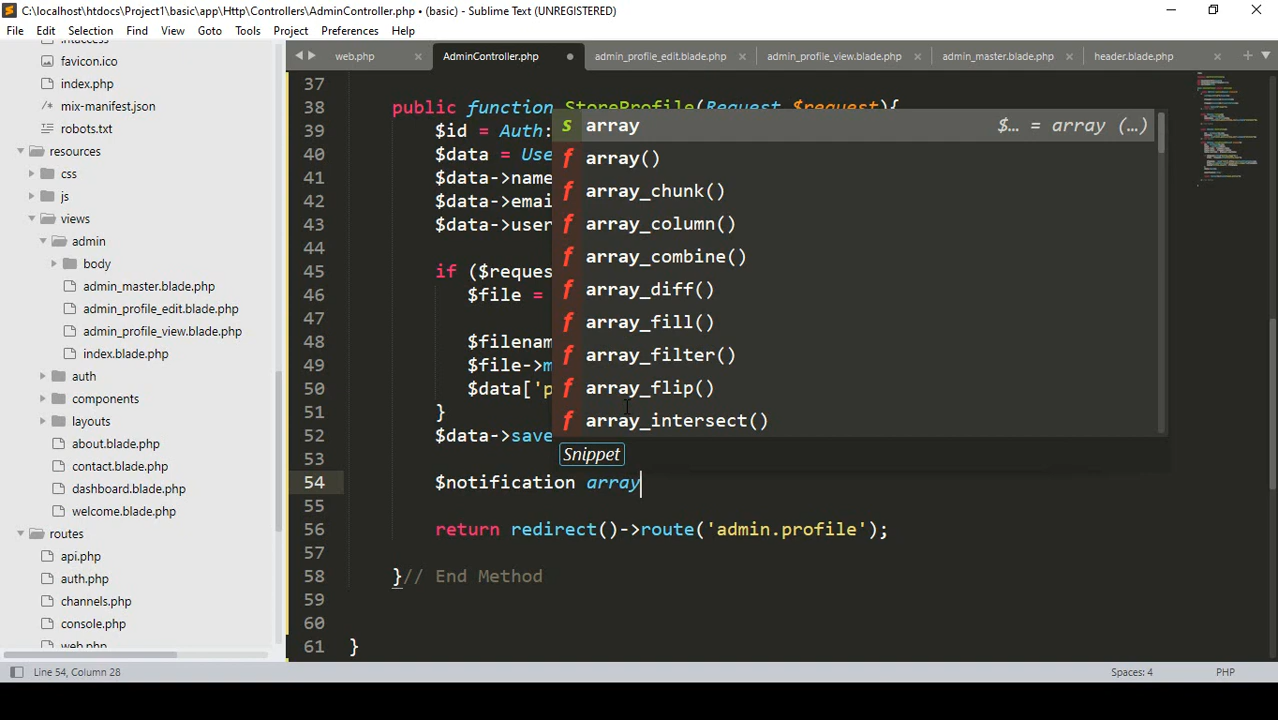 C:\localhost\htdocs\Project1\basic\app\Http\Controllers\AdminController.php • (basic) - Sublime Text (UNREGISTERED)
File Edit Selection Find View Goto Tools Project Preferences Help
web.php AdminController.php admin_profile_edit.blade.php admin_profile_view.blade.php admin_master.blade.php header.blade.php
.htaccess
favicon.ico
index.php
mix-manifest.json
robots.txt
resources
css
js
views
admin
body
admin_master.blade.php
admin_profile_edit.blade.php
admin_profile_view.blade.php
index.blade.php
auth
components
layouts
about.blade.php
contact.blade.php
dashboard.blade.php
welcome.blade.php
routes
api.php
auth.php
channels.php
console.php
web.php
37
38 public function StoreProfile(Request $request){
39 $id = Auth:
40 $data = Use
41 $data->name
42 $data->emai
43 $data->user
44
45 if ($reques
46 $file =
47
48 $filenam
49 $file->m
50 $data['p
51 }
52 $data->save
53
54 $notification array
55
56 return redirect()->route('admin.profile');
57
58 }// End Method
59
60
61 }
s array $… = array (…)
f array()
f array_chunk()
f array_column()
f array_combine()
f array_diff()
f array_fill()
f array_filter()
f array_flip()
f array_intersect()
Snippet
Line 54, Column 28 Spaces: 4 PHP